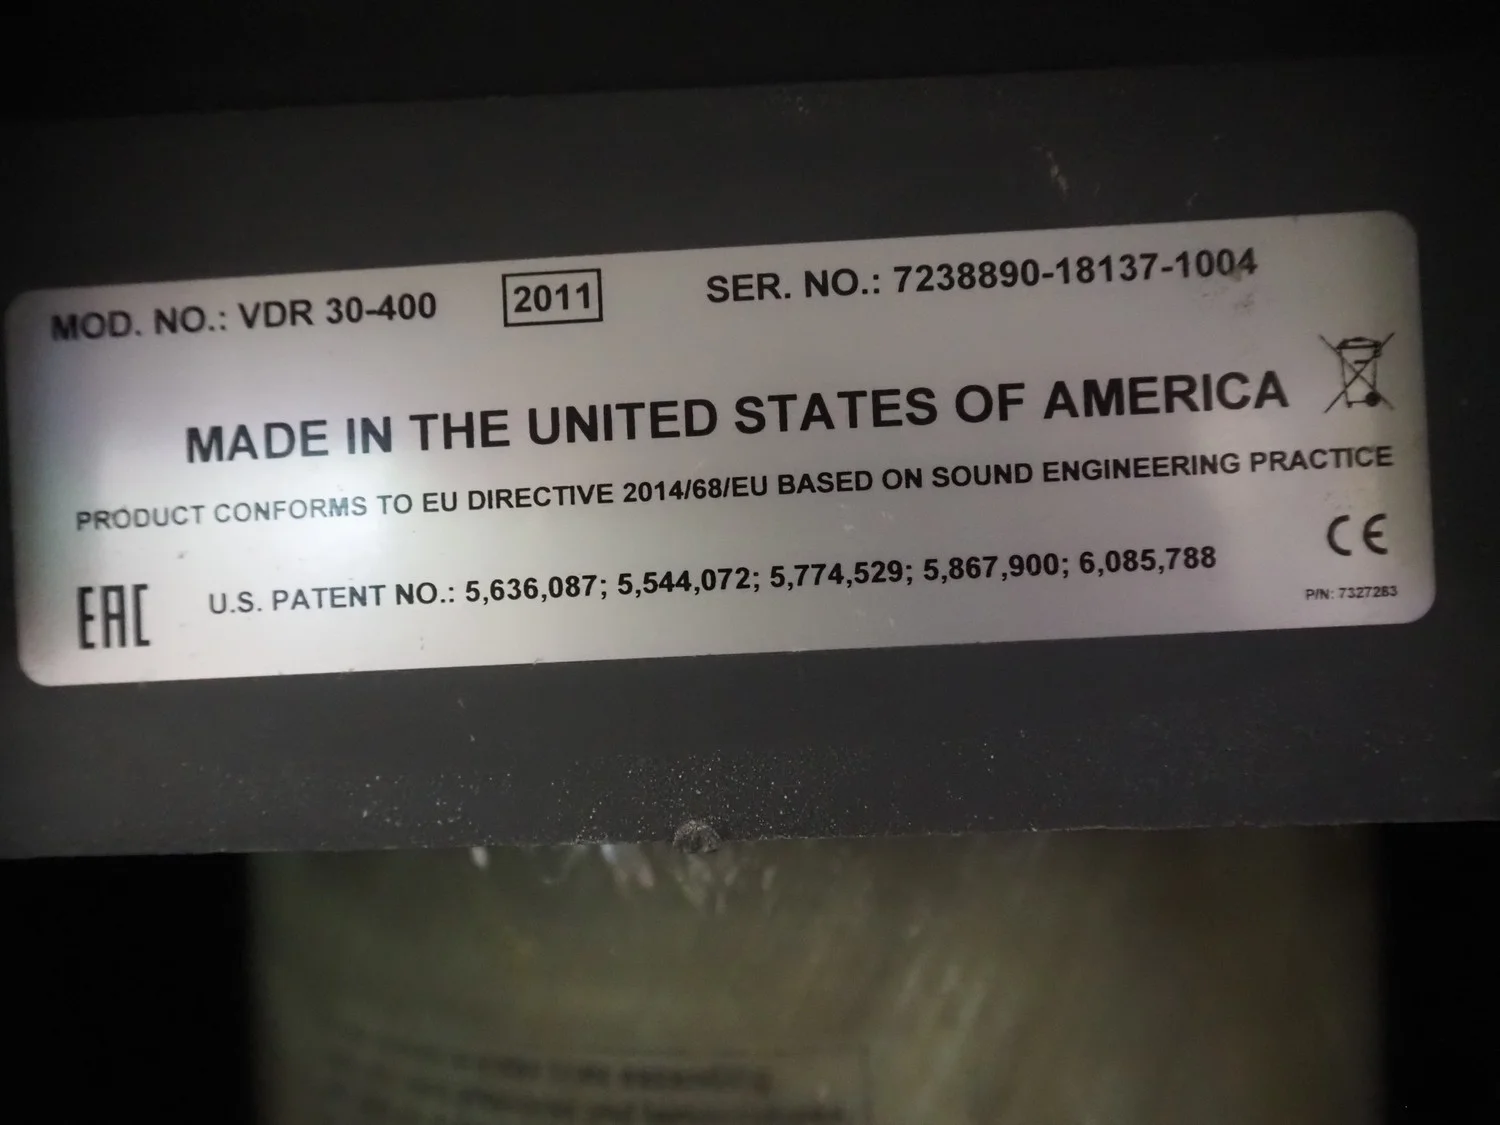 MOD. NO.: VDR 30-400 2011 SER. NO.: 7238890-18137-1004
MADE IN THE UNITED STATES OF AMERICA
PRODUCT CONFORMS TO EU DIRECTIVE 2014/68/EU BASED ON SOUND ENGINEERING PRACTICE
CE
EAC U.S. PATENT NO.: 5,636,087; 5,544,072; 5,774,529; 5,867,900; 6,085,788
P/N: 7327283